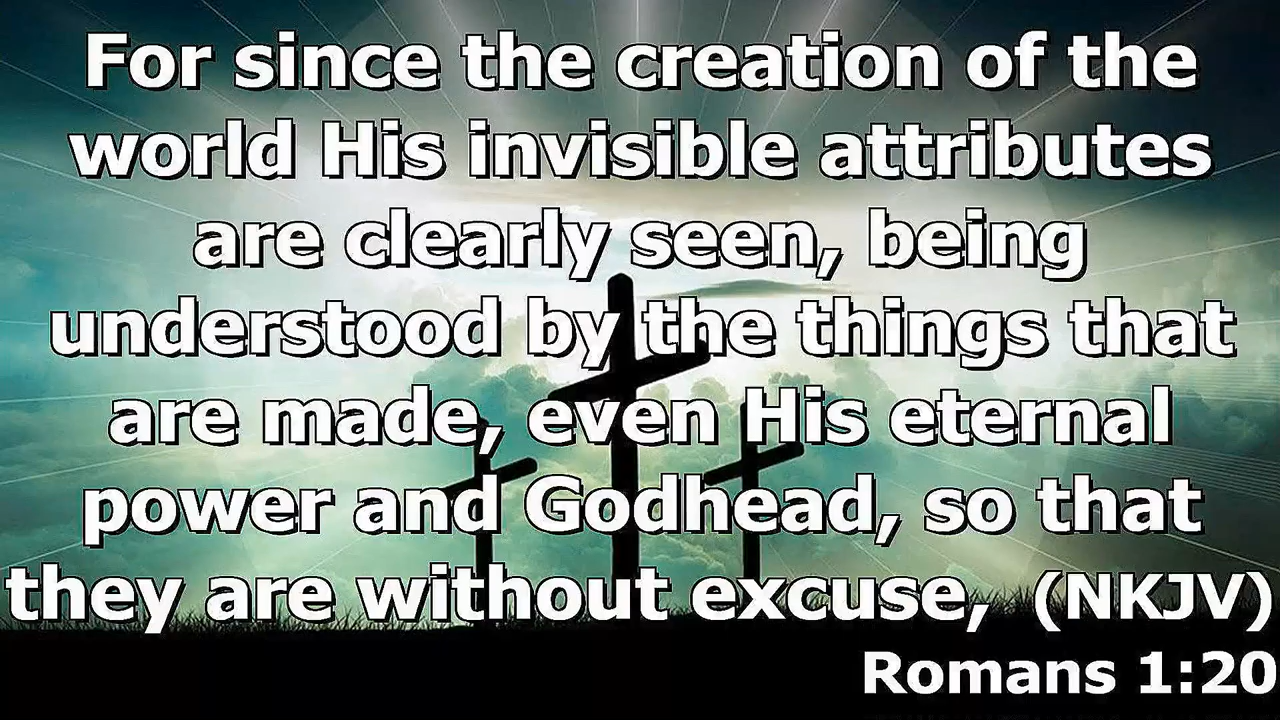 For since the creation of the
world His invisible attributes
are clearly seen, being
understood by the things that
are made, even His eternal
power and Godhead, so that
they are without excuse, (NKJV)
Romans 1:20